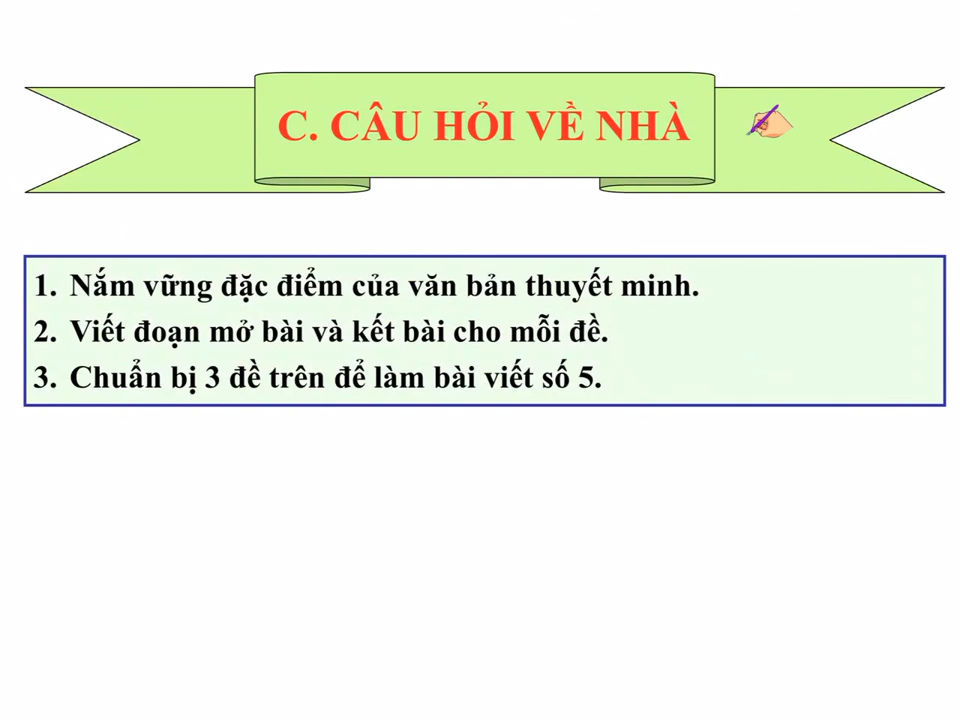 C. CÂU HỎI VỀ NHÀ
1. Nắm vững đặc điểm của văn bản thuyết minh.
2. Viết đoạn mở bài và kết bài cho mỗi đề.
3. Chuẩn bị 3 đề trên để làm bài viết số 5.